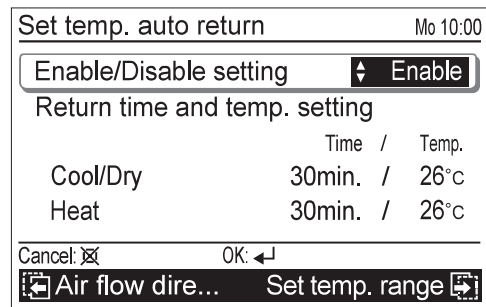 Set temp. auto return Mo 10:00
Enable/Disable setting Enable
Return time and temp. setting
Time / Temp.
Cool/Dry 30min. / 26°C
Heat 30min. / 26°C
Cancel: OK:
Air flow dire... Set temp. range